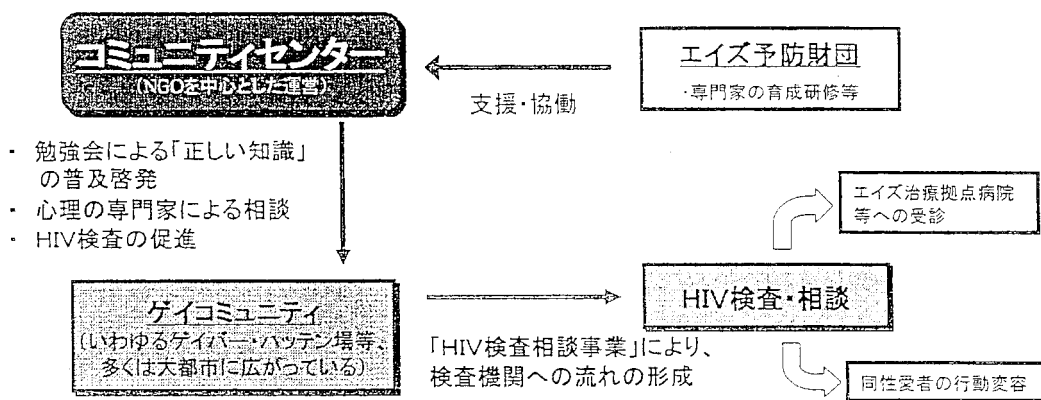 コミュニティセンター
(NGOを中心とした運営)
エイズ予防財団
・専門家の育成研修等
支援・協働
・ 勉強会による「正しい知識」
の普及啓発
・ 心理の専門家による相談
・ HIV検査の促進
エイズ治療拠点病院
等への受診
ゲイコミュニティ
(いわゆるゲイバー・ハッテン場等、
多くは大都市に広がっている)
HIV検査・相談
「HIV検査相談事業」により、
検査機関への流れの形成
同性愛者の行動変容